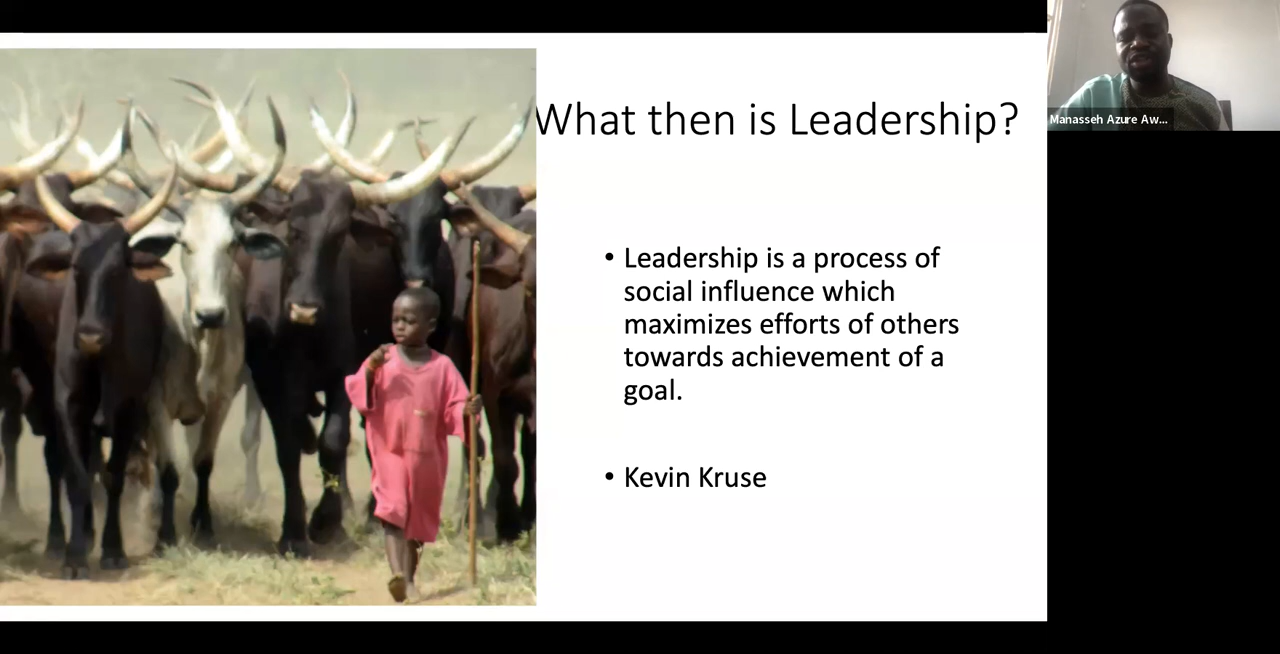 What then is Leadership?
Manasseh Azure Aw...
• Leadership is a process of
social influence which
maximizes efforts of others
towards achievement of a
goal.
• Kevin Kruse